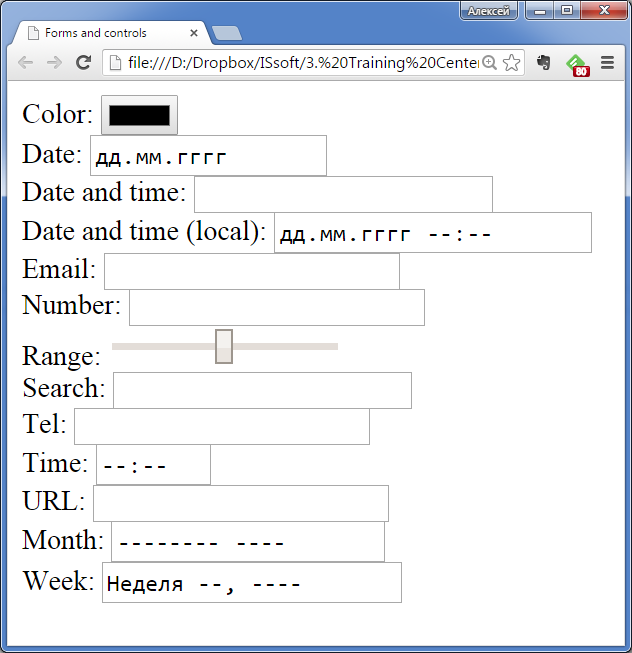 Алексей
Forms and controls
file:///D:/Dropbox/ISsoft/3.%20Training%20Center
80
Color:
Date: дд.мм.гггг
Date and time:
Date and time (local): дд.мм.гггг --:--
Email:
Number:
Range:
Search:
Tel:
Time: --:--
URL:
Month: -------- ----
Week: Неделя --, ----